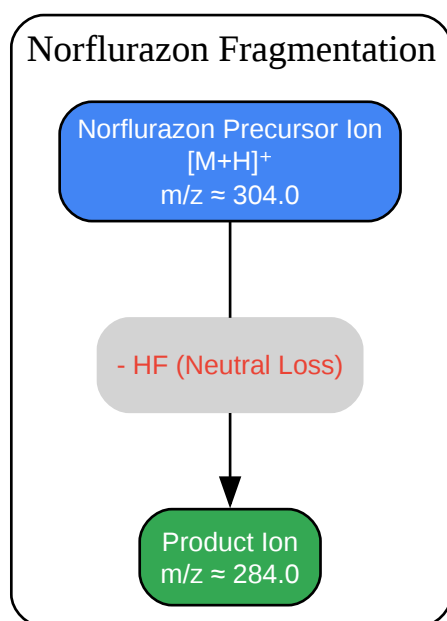 Norflurazon Fragmentation
Norflurazon Precursor Ion
[M+H]⁺
m/z ≈ 304.0
- HF (Neutral Loss)
Product Ion
m/z ≈ 284.0